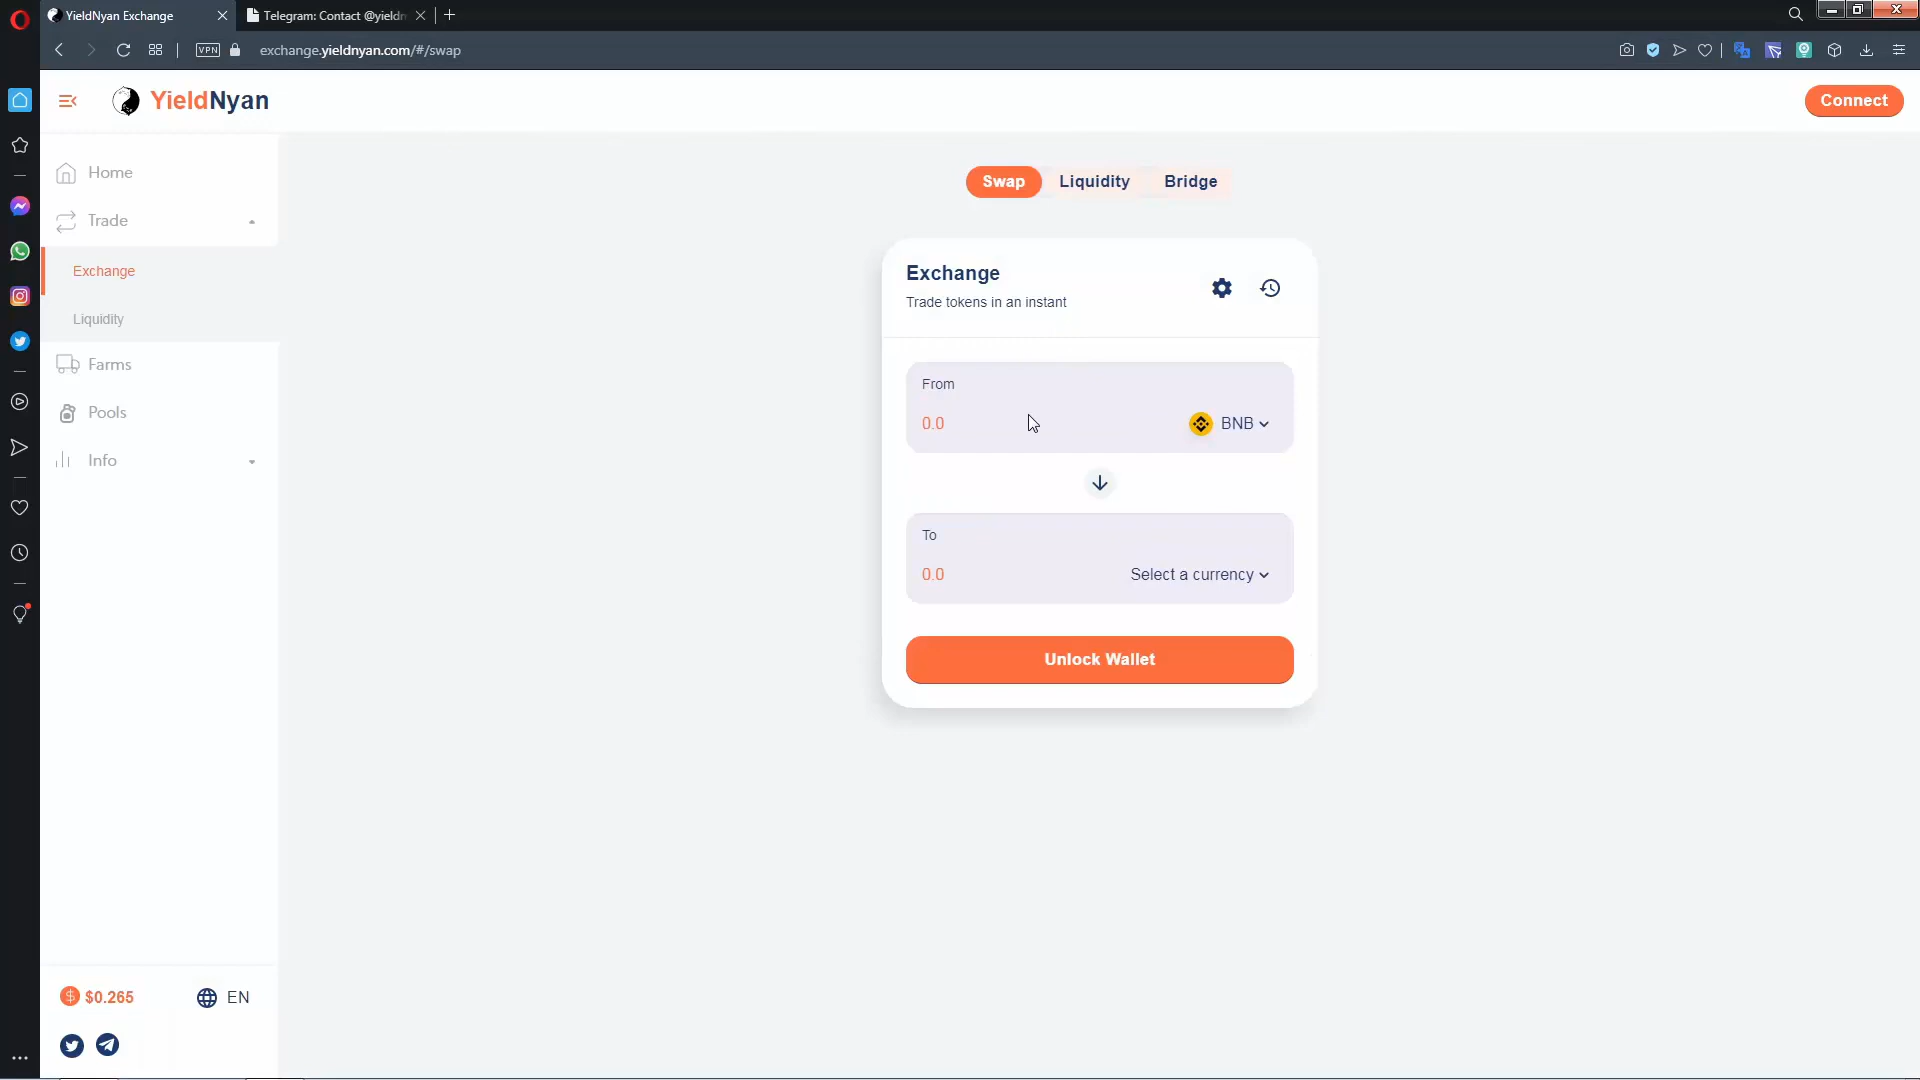 YieldNyan Exchange
Telegram: Contact @yieldn
VPN
exchange.yieldnyan.com/#/swap
YieldNyan
Connect
Home
Trade
Exchange
Liquidity
Farms
Pools
Info
$0.265
EN
Swap
Liquidity
Bridge
Exchange
Trade tokens in an instant
From
0.0
BNB
To
0.0
Select a currency
Unlock Wallet